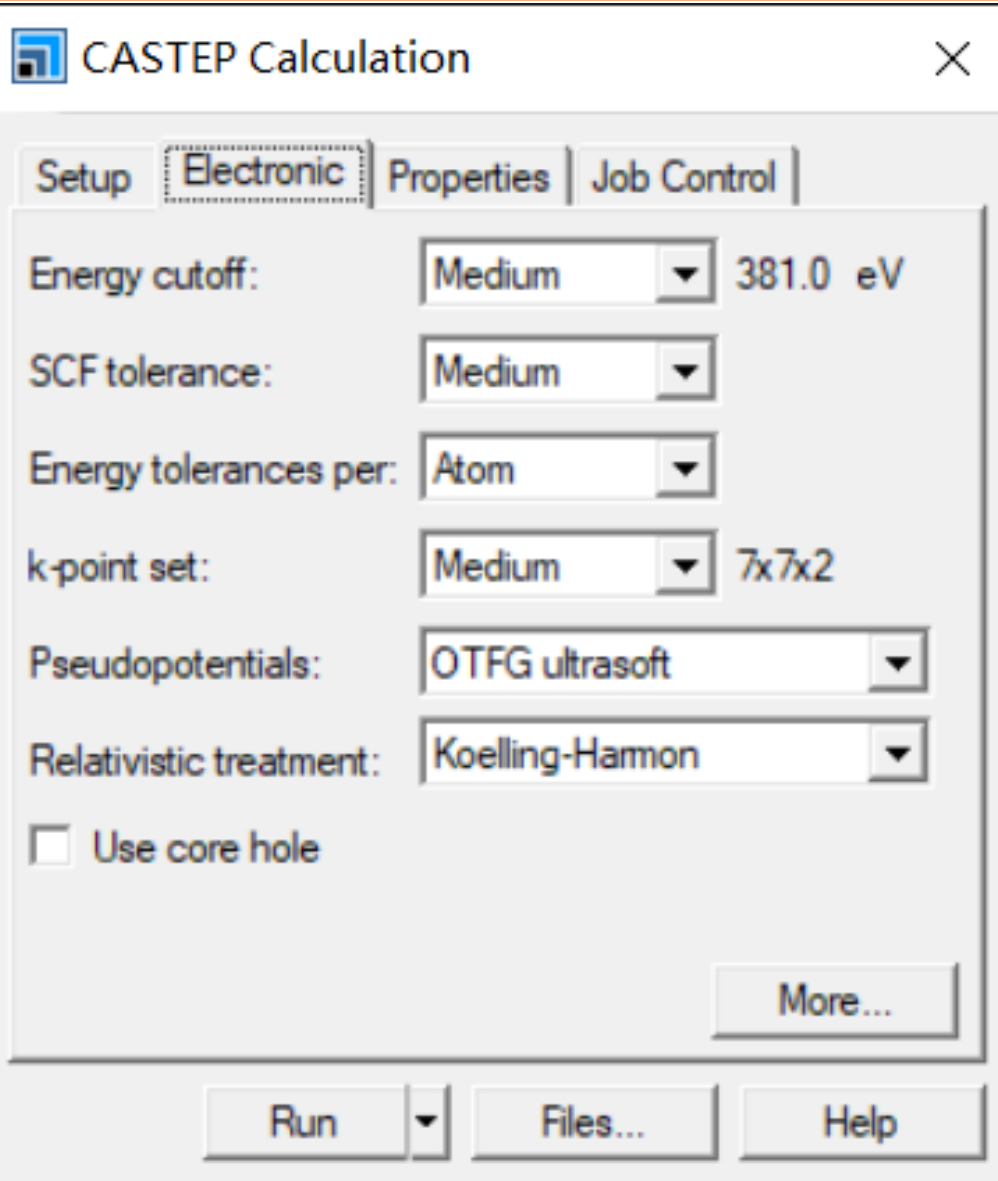 CASTEP Calculation
Setup Electronic Properties Job Control
Energy cutoff: Medium 381.0 eV
SCF tolerance: Medium
Energy tolerances per: Atom
k-point set: Medium 7x7x2
Pseudopotentials: OTFG ultrasoft
Relativistic treatment: Koelling-Harmon
Use core hole
More...
Run Files... Help